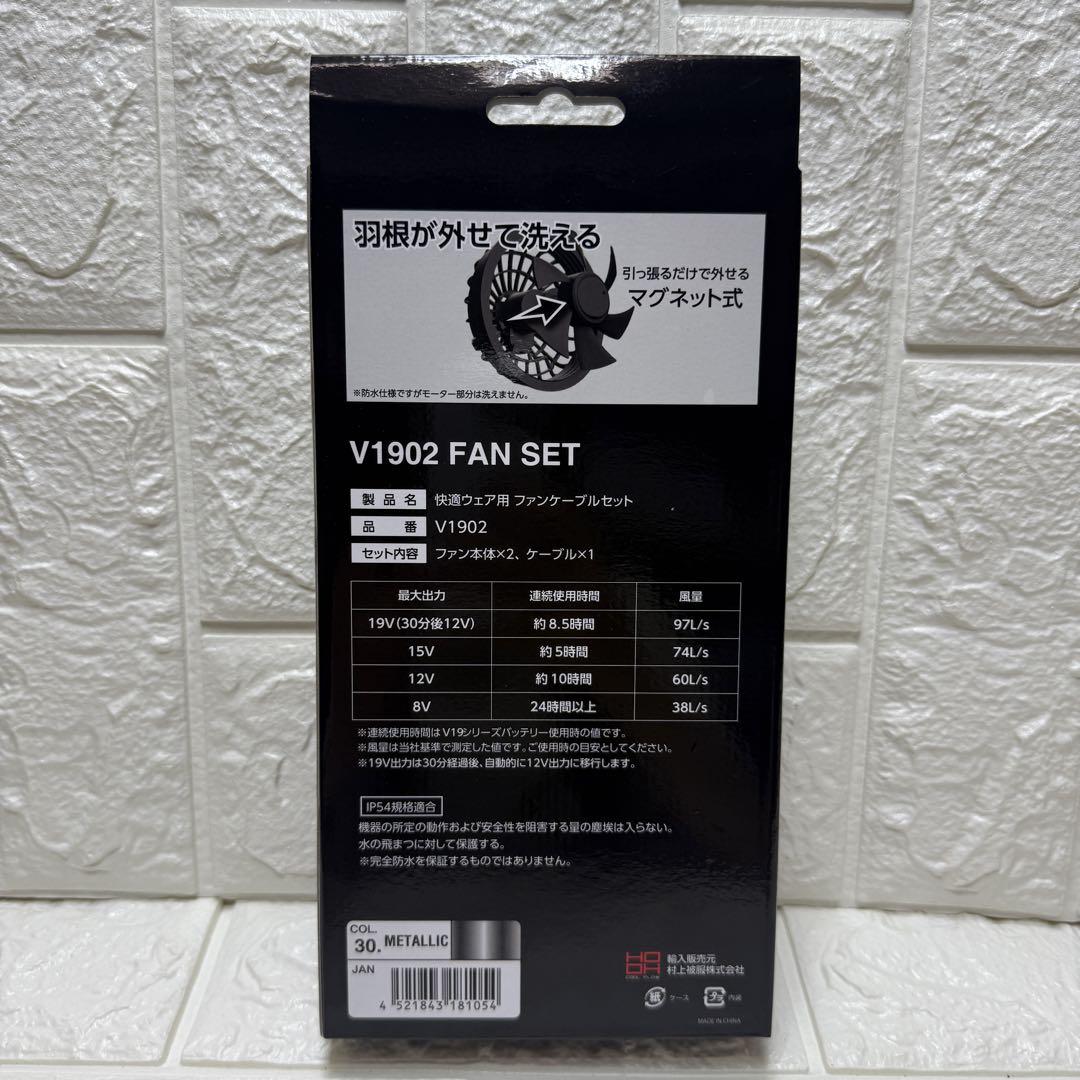 羽根が外せて洗える
引っ張るだけで外せる
マグネット式
※防水仕様ですがモーター部分は洗えません。
V1902 FAN SET
製品名 快適ウェア用 ファンケーブルセット
品番 V1902
セット内容 ファン本体×2、ケーブル×1
最大出力 連続使用時間 風量
19V(30分後12V) 約8.5時間 97L/s
15V 約5時間 74L/s
12V 約10時間 60L/s
8V 24時間以上 38L/s
※連続使用時間はV19シリーズバッテリー使用時の値です。
※風量は当社基準で測定した値です。ご使用時の目安としてください。
※19V出力は30分経過後、自動的に12V出力に移行します。
IP54規格適合
機器の所定の動作および安全性を阻害する量の塵埃は入らない。
水の飛まつに対して保護する。
※完全防水を保証するものではありません。
COL.
30. METALLIC
JAN
4 521843 181054
HO
OH
輸入販売元
村上被服株式会社
紙 ケース プラ 内装
MADE IN CHINA